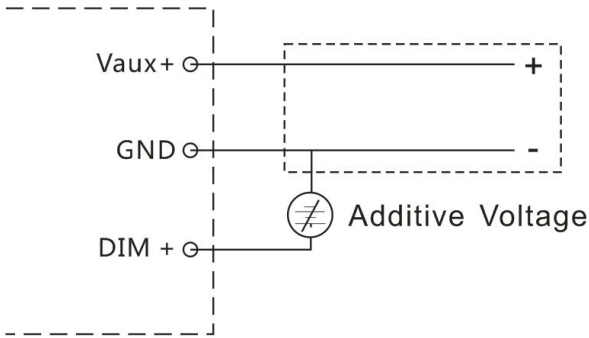 Vaux+
+
GND
-
Additive Voltage
DIM +